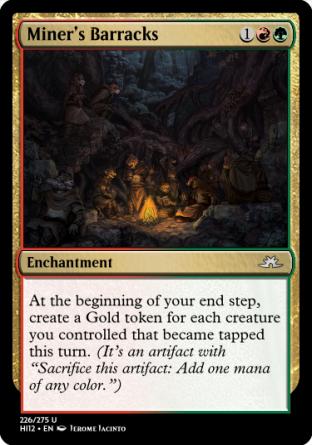 Miner's Barracks 1
Enchantment
At the beginning of your end step,
create a Gold token for each creature
you controlled that became tapped
this turn. (It's an artifact with
“Sacrifice this artifact: Add one mana
of any color.”)
226/275 U
HI12 • EN Jerome Jacinto